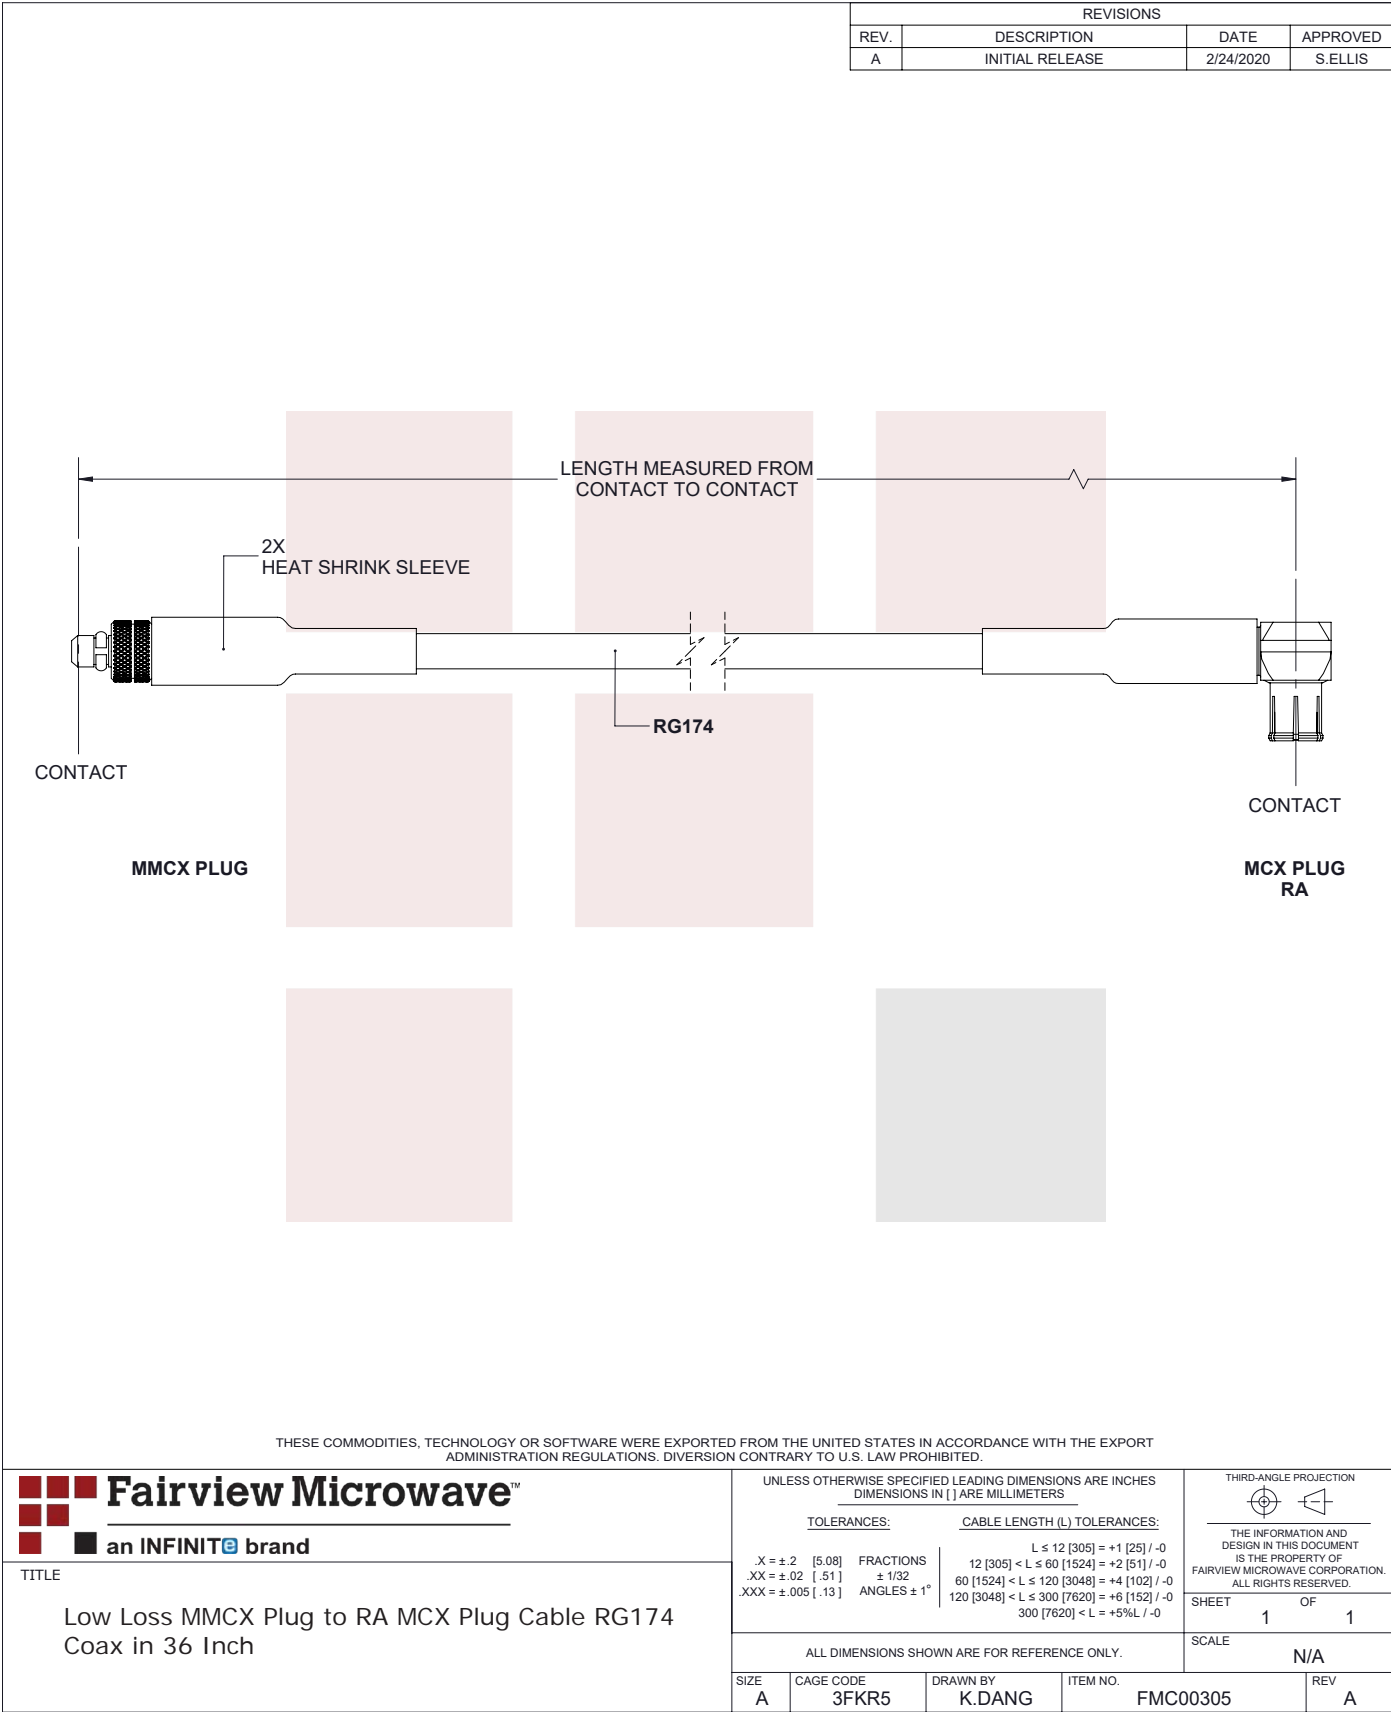 REVISIONS
REV. DESCRIPTION DATE APPROVED
A INITIAL RELEASE 2/24/2020 S.ELLIS
LENGTH MEASURED FROM
CONTACT TO CONTACT
2X
HEAT SHRINK SLEEVE
RG174
CONTACT
CONTACT
MMCX PLUG
MCX PLUG
RA
THESE COMMODITIES, TECHNOLOGY OR SOFTWARE WERE EXPORTED FROM THE UNITED STATES IN ACCORDANCE WITH THE EXPORT
ADMINISTRATION REGULATIONS. DIVERSION CONTRARY TO U.S. LAW PROHIBITED.
Fairview Microwave™
an INFINITe brand
TITLE
Low Loss MMCX Plug to RA MCX Plug Cable RG174
Coax in 36 Inch
UNLESS OTHERWISE SPECIFIED LEADING DIMENSIONS ARE INCHES
DIMENSIONS IN [ ] ARE MILLIMETERS
TOLERANCES:
.X = ±.2 [5.08] FRACTIONS
.XX = ±.02 [ .51 ] ± 1/32
.XXX = ±.005 [ .13 ] ANGLES ± 1°
CABLE LENGTH (L) TOLERANCES:
L ≤ 12 [305] = +1 [25] / -0
12 [305] < L ≤ 60 [1524] = +2 [51] / -0
60 [1524] < L ≤ 120 [3048] = +4 [102] / -0
120 [3048] < L ≤ 300 [7620] = +6 [152] / -0
300 [7620] < L = +5%L / -0
ALL DIMENSIONS SHOWN ARE FOR REFERENCE ONLY.
THIRD-ANGLE PROJECTION
THE INFORMATION AND
DESIGN IN THIS DOCUMENT
IS THE PROPERTY OF
FAIRVIEW MICROWAVE CORPORATION.
ALL RIGHTS RESERVED.
SHEET OF
1 1
SCALE
N/A
SIZE CAGE CODE DRAWN BY ITEM NO. REV
A 3FKR5 K.DANG FMC00305 A